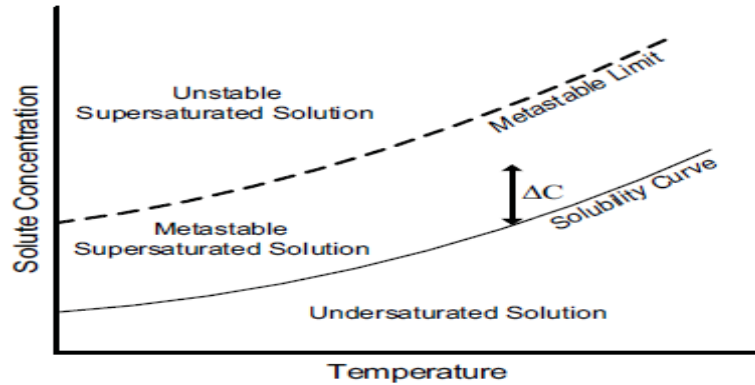 Solute Concentration
Unstable
Supersaturated Solution
Metastable Limit
ΔC
Solubility Curve
Metastable
Supersaturated Solution
Undersaturated Solution
Temperature